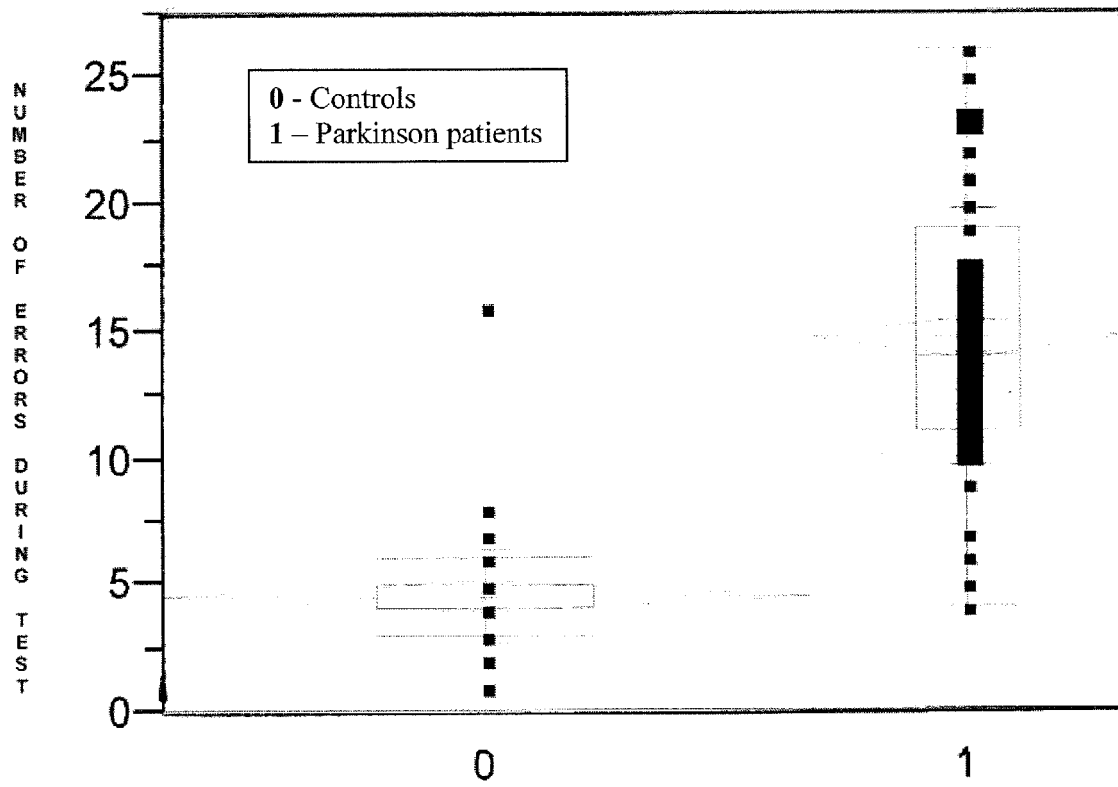 NUMBER OF ERRORS DURING TEST
25
20
15
10
5
0
0 - Controls
1 – Parkinson patients
0
1